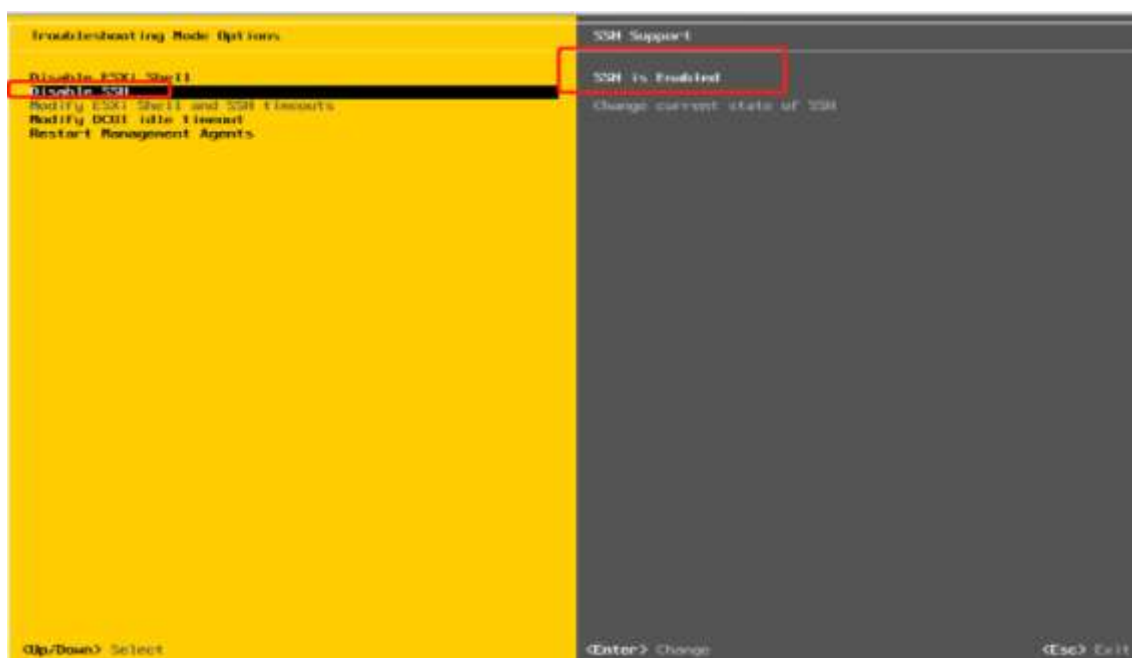 Troubleshooting Mode Options
SSH Support
Disable ESXi Shell
Disable SSH
Modify ESXi Shell and SSH timeouts
Modify DCUI idle timeout
Restart Management Agents
SSH is Enabled
Change current state of SSH
<Up/Down> Select
<Enter> Change
<Esc> Exit